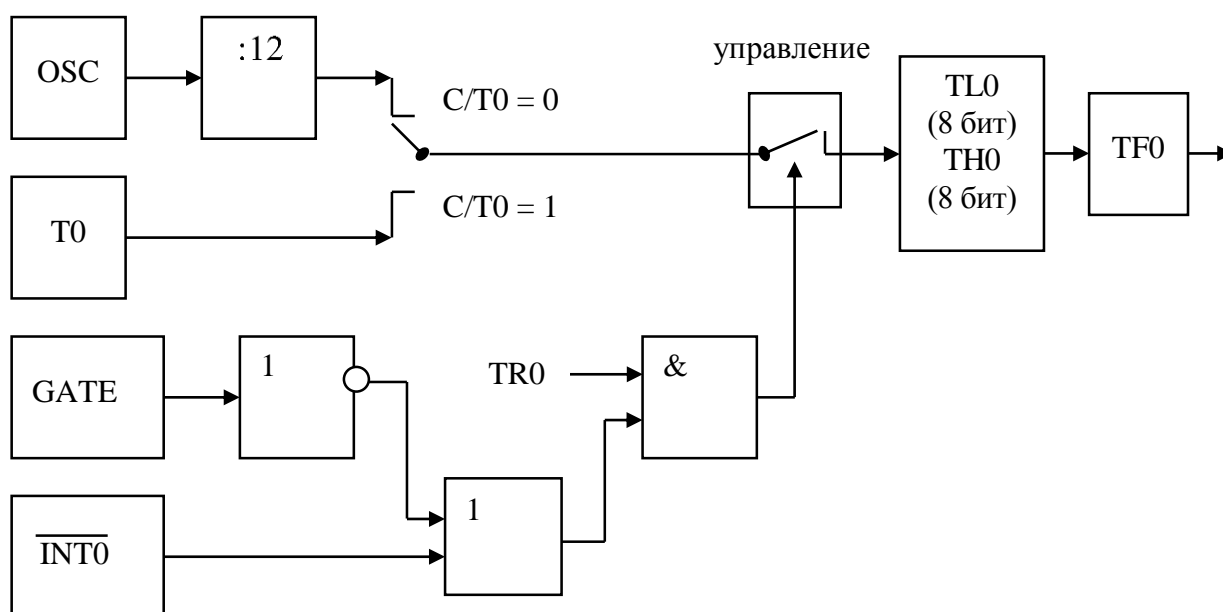 OSC
:12
C/T0 = 0
управление
TL0
(8 бит)
TH0
(8 бит)
TF0
T0
C/T0 = 1
GATE
1
TR0
&
INT0
1